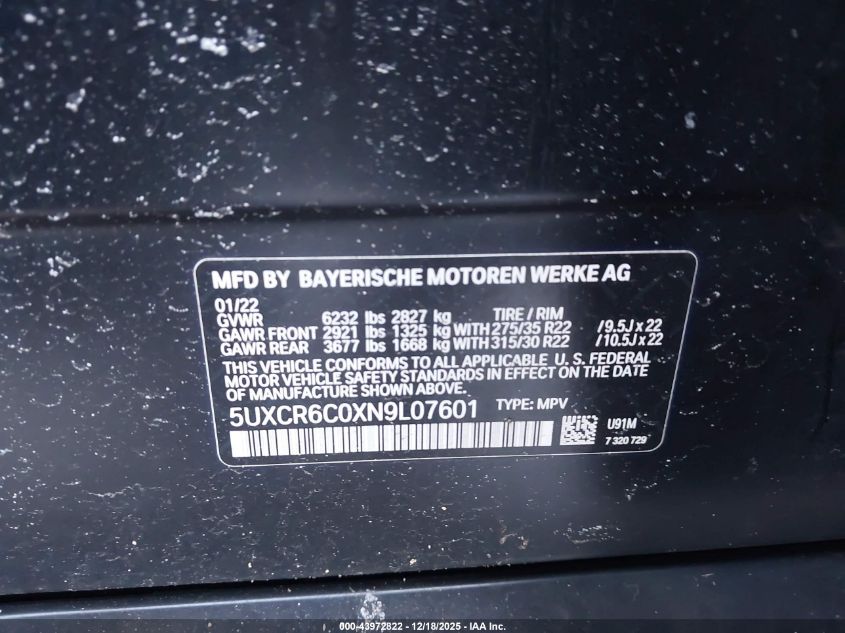 MFD BY BAYERISCHE MOTOREN WERKE AG
01/22
GVWR 6232 lbs 2827 kg TIRE / RIM
GAWR FRONT 2921 lbs 1325 kg WITH 275/35 R22 /9.5J x 22
GAWR REAR 3677 lbs 1668 kg WITH 315/30 R22 /10.5J x 22
THIS VEHICLE CONFORMS TO ALL APPLICABLE U. S. FEDERAL
MOTOR VEHICLE SAFETY STANDARDS IN EFFECT ON THE DATE
OF MANUFACTURE SHOWN ABOVE.
5UXCR6C0XN9L07601 TYPE: MPV
U91M
7 320 729
000-43972822 - 12/18/2025 - IAA Inc.